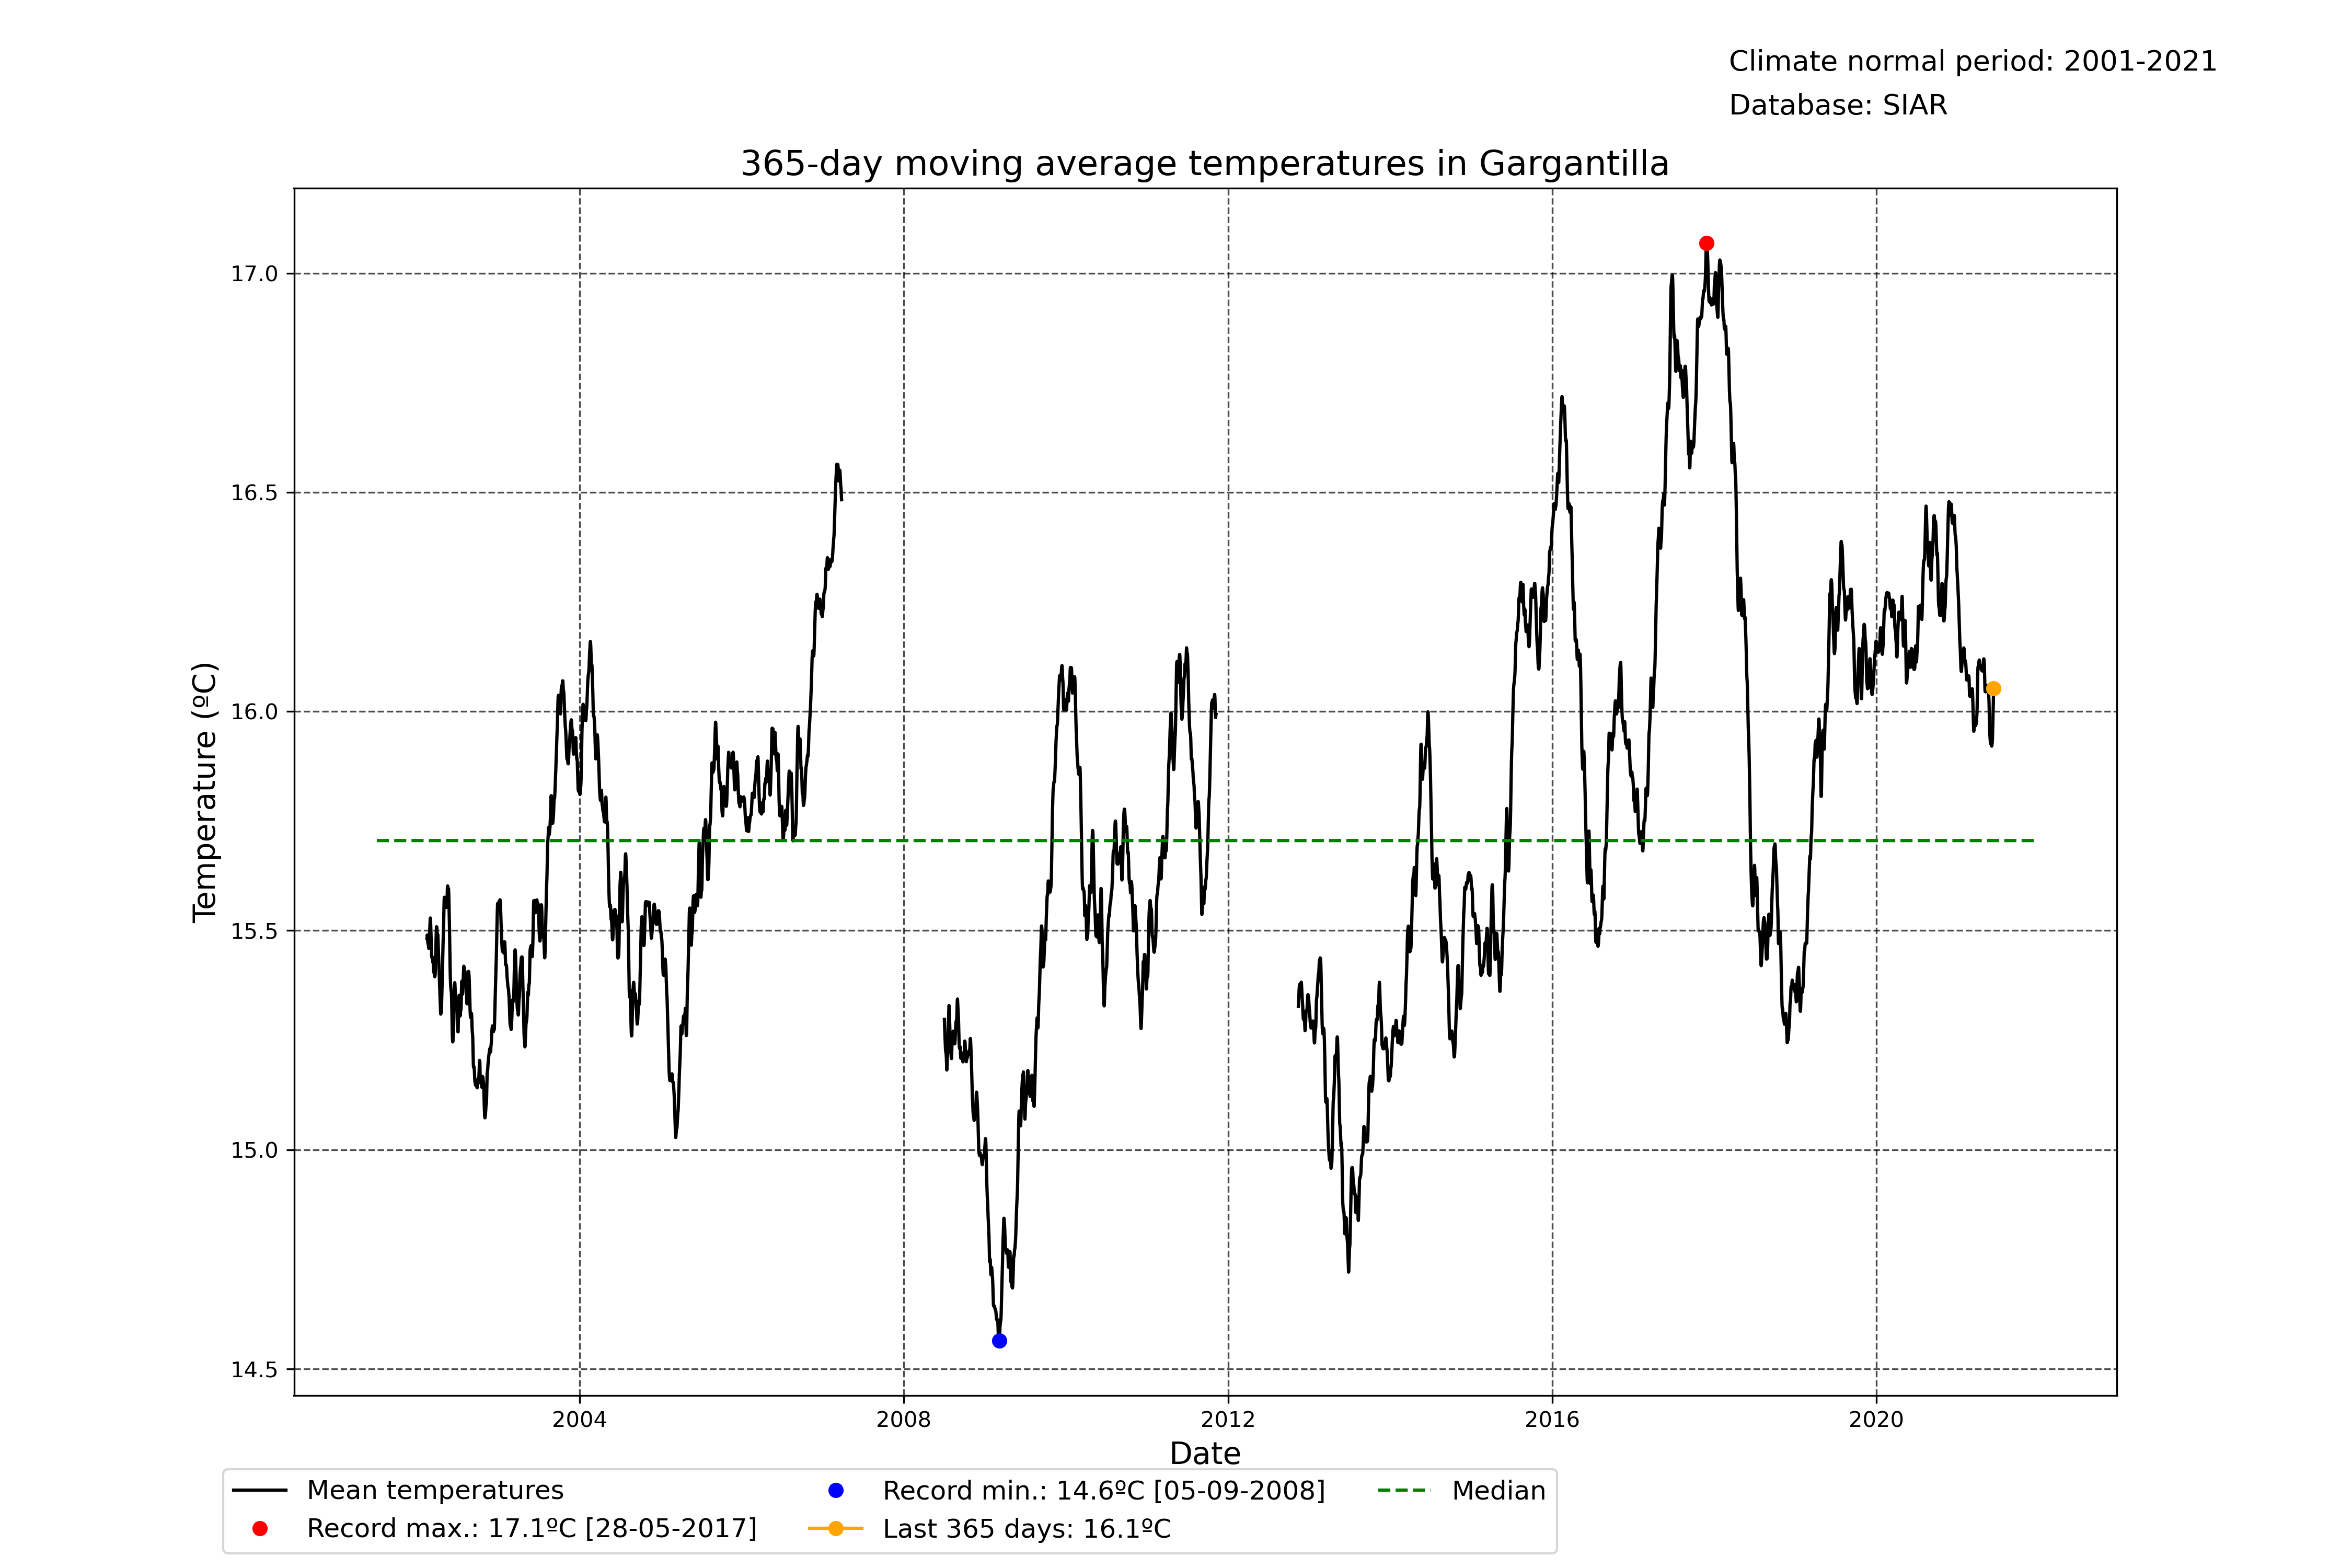 Climate normal period: 2001-2021
Database: SIAR
365-day moving average temperatures in Gargantilla
Temperature (ºC)
17.0
16.5
16.0
15.5
15.0
14.5
2004 2008 2012 2016 2020
Date
Mean temperatures
Record max.: 17.1ºC [28-05-2017]
Record min.: 14.6ºC [05-09-2008]
Last 365 days: 16.1ºC
Median